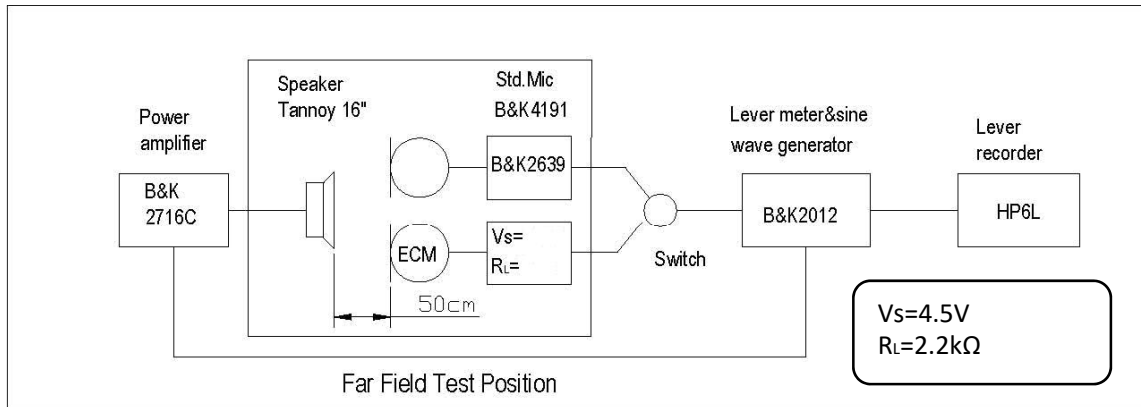 Power
amplifier
B&K
2716C
Speaker
Tannoy 16"
Std.Mic
B&K4191
B&K2639
ECM
Vs=
RL=
50cm
Switch
Lever meter&sine
wave generator
B&K2012
Lever
recorder
HP6L
Vs=4.5V
RL=2.2kΩ
Far Field Test Position